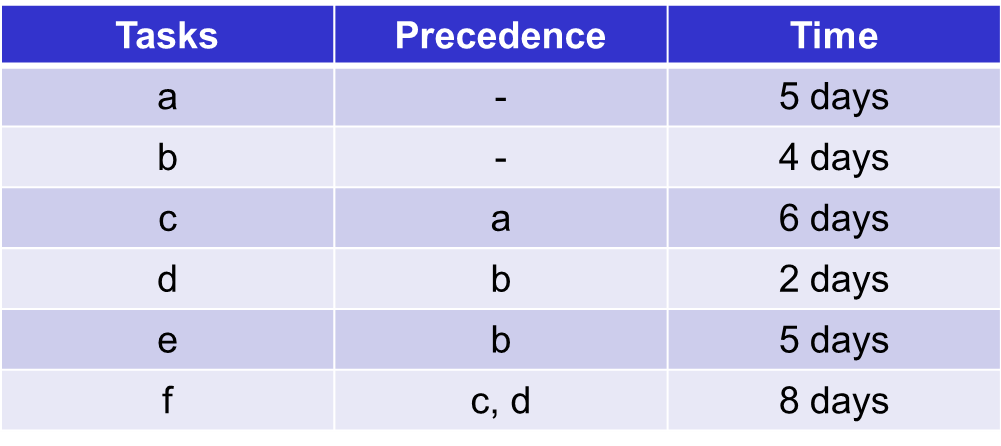 Tasks Precedence Time
a - 5 days
b - 4 days
c a 6 days
d b 2 days
e b 5 days
f c, d 8 days